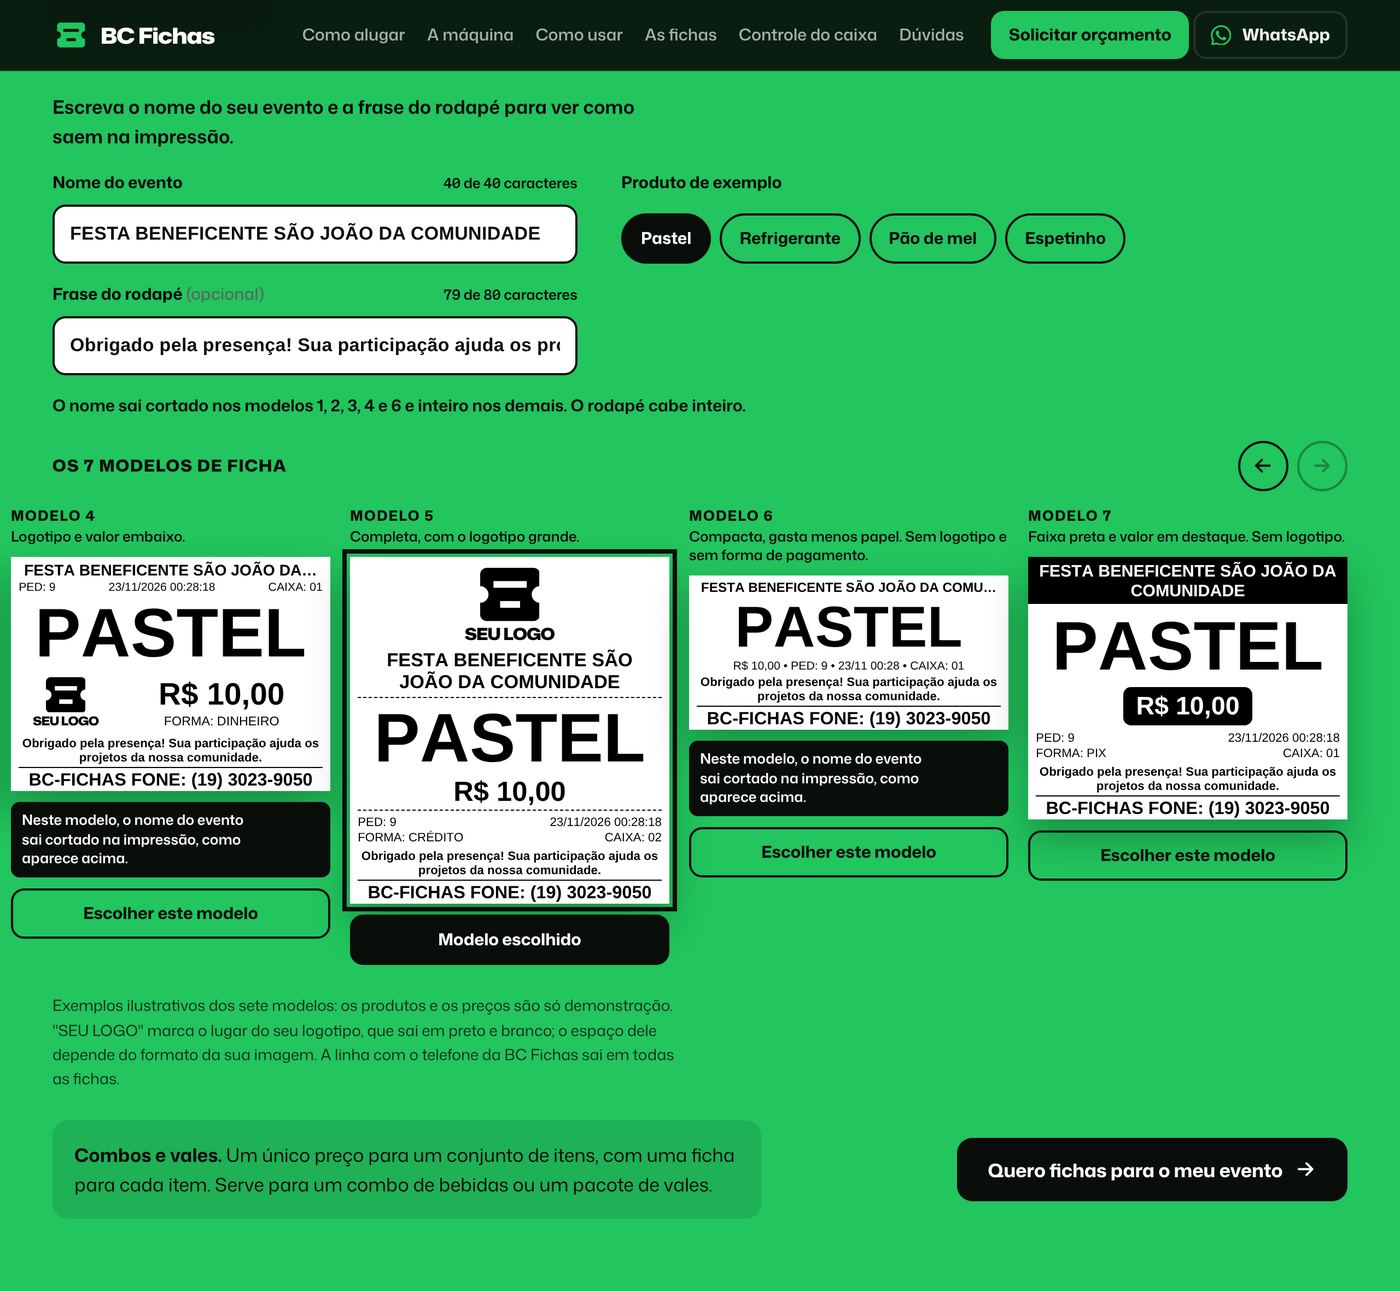 BC Fichas
Como alugar
A máquina
Como usar
As fichas
Controle do caixa
Dúvidas
Solicitar orçamento
WhatsApp
Escreva o nome do seu evento e a frase do rodapé para ver como
saem na impressão.
Nome do evento
40 de 40 caracteres
FESTA BENEFICENTE SÃO JOÃO DA COMUNIDADE
Produto de exemplo
Pastel
Refrigerante
Pão de mel
Espetinho
Frase do rodapé (opcional)
79 de 80 caracteres
Obrigado pela presença! Sua participação ajuda os
O nome sai cortado nos modelos 1, 2, 3, 4 e 6 e inteiro nos demais. O rodapé cabe inteiro.
OS 7 MODELOS DE FICHA
MODELO 4
Logotipo e valor embaixo.
FESTA BENEFICENTE SÃO JOÃO DA...
PED: 9 23/11/2026 00:28:18 CAIXA: 01
PASTEL
SEU LOGO
R$ 10,00
FORMA: DINHEIRO
Obrigado pela presença! Sua participação ajuda os
projetos da nossa comunidade.
BC-FICHAS FONE: (19) 3023-9050
Neste modelo, o nome do evento
sai cortado na impressão, como
aparece acima.
Escolher este modelo
MODELO 5
Completa, com o logotipo grande.
SEU LOGO
FESTA BENEFICENTE SÃO
JOÃO DA COMUNIDADE
PASTEL
R$ 10,00
PED: 9 23/11/2026 00:28:18
FORMA: CRÉDITO CAIXA: 02
Obrigado pela presença! Sua participação ajuda os
projetos da nossa comunidade.
BC-FICHAS FONE: (19) 3023-9050
Modelo escolhido
MODELO 6
Compacta, gasta menos papel. Sem logotipo e
sem forma de pagamento.
FESTA BENEFICENTE SÃO JOÃO DA COMU...
PASTEL
R$ 10,00 • PED: 9 • 23/11 00:28 • CAIXA: 01
Obrigado pela presença! Sua participação ajuda os
projetos da nossa comunidade.
BC-FICHAS FONE: (19) 3023-9050
Neste modelo, o nome do evento
sai cortado na impressão, como
aparece acima.
Escolher este modelo
MODELO 7
Faixa preta e valor em destaque. Sem logotipo.
FESTA BENEFICENTE SÃO JOÃO DA
COMUNIDADE
PASTEL
R$ 10,00
PED: 9 23/11/2026 00:28:18
FORMA: PIX CAIXA: 01
Obrigado pela presença! Sua participação ajuda os
projetos da nossa comunidade.
BC-FICHAS FONE: (19) 3023-9050
Escolher este modelo
Exemplos ilustrativos dos sete modelos: os produtos e os preços são só demonstração.
"SEU LOGO" marca o lugar do seu logotipo, que sai em preto e branco; o espaço dele
depende do formato da sua imagem. A linha com o telefone da BC Fichas sai em todas
as fichas.
Combos e vales. Um único preço para um conjunto de itens, com uma ficha
para cada item. Serve para um combo de bebidas ou um pacote de vales.
Quero fichas para o meu evento